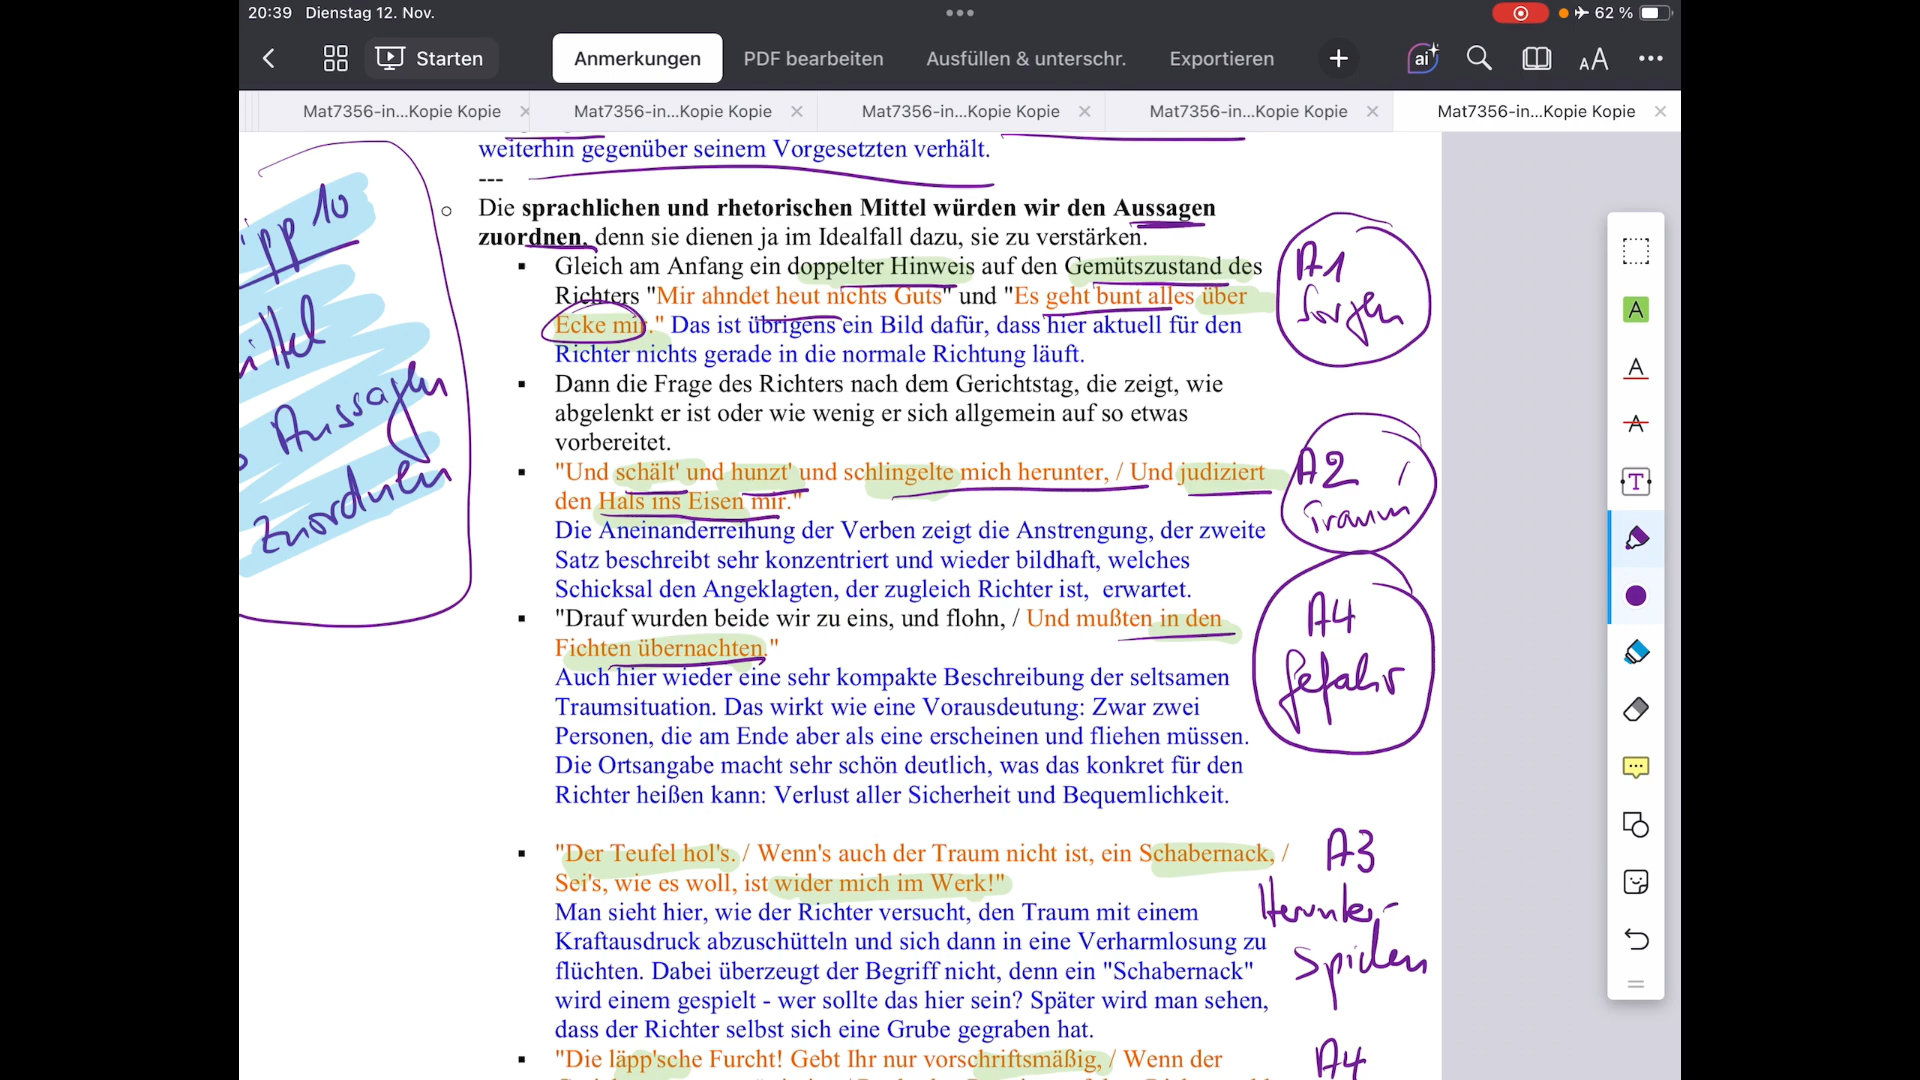 20:39 Dienstag 12. Nov.
62 %
Starten
Anmerkungen
PDF bearbeiten
Ausfüllen & unterschr.
Exportieren
ai
AA
Mat7356-in...Kopie Kopie
Mat7356-in...Kopie Kopie
Mat7356-in...Kopie Kopie
Mat7356-in...Kopie Kopie
Mat7356-in...Kopie Kopie
weiterhin gegenüber seinem Vorgesetzten verhält.
---
Die sprachlichen und rhetorischen Mittel würden wir den Aussagen
zuordnen, denn sie dienen ja im Idealfall dazu, sie zu verstärken.
Gleich am Anfang ein doppelter Hinweis auf den Gemütszustand des
Richters "Mir ahndet heut nichts Guts" und "Es geht bunt alles über
Ecke mir." Das ist übrigens ein Bild dafür, dass hier aktuell für den
Richter nichts gerade in die normale Richtung läuft.
Dann die Frage des Richters nach dem Gerichtstag, die zeigt, wie
abgelenkt er ist oder wie wenig er sich allgemein auf so etwas
vorbereitet.
"Und schält' und hunzt' und schlingelte mich herunter, / Und judiziert
den Hals ins Eisen mir."
Die Aneinanderreihung der Verben zeigt die Anstrengung, der zweite
Satz beschreibt sehr konzentriert und wieder bildhaft, welches
Schicksal den Angeklagten, der zugleich Richter ist, erwartet.
"Drauf wurden beide wir zu eins, und flohn, / Und mußten in den
Fichten übernachten."
Auch hier wieder eine sehr kompakte Beschreibung der seltsamen
Traumsituation. Das wirkt wie eine Vorausdeutung: Zwar zwei
Personen, die am Ende aber als eine erscheinen und fliehen müssen.
Die Ortsangabe macht sehr schön deutlich, was das konkret für den
Richter heißen kann: Verlust aller Sicherheit und Bequemlichkeit.
"Der Teufel hol's. / Wenn's auch der Traum nicht ist, ein Schabernack, /
Sei's, wie es woll, ist wider mich im Werk!"
Man sieht hier, wie der Richter versucht, den Traum mit einem
Kraftausdruck abzuschütteln und sich dann in eine Verharmlosung zu
flüchten. Dabei überzeugt der Begriff nicht, denn ein "Schabernack"
wird einem gespielt - wer sollte das hier sein? Später wird man sehen,
dass der Richter selbst sich eine Grube gegraben hat.
"Die läpp'sche Furcht! Gebt Ihr nur vorschriftsmäßig, / Wenn der
ipp 10
ittel
Aussagen
zuordnen
A1
Sorgen
A2
Traum
A4
Gefahr
A3
Herunter-
spielen
A4
A
A
A
T